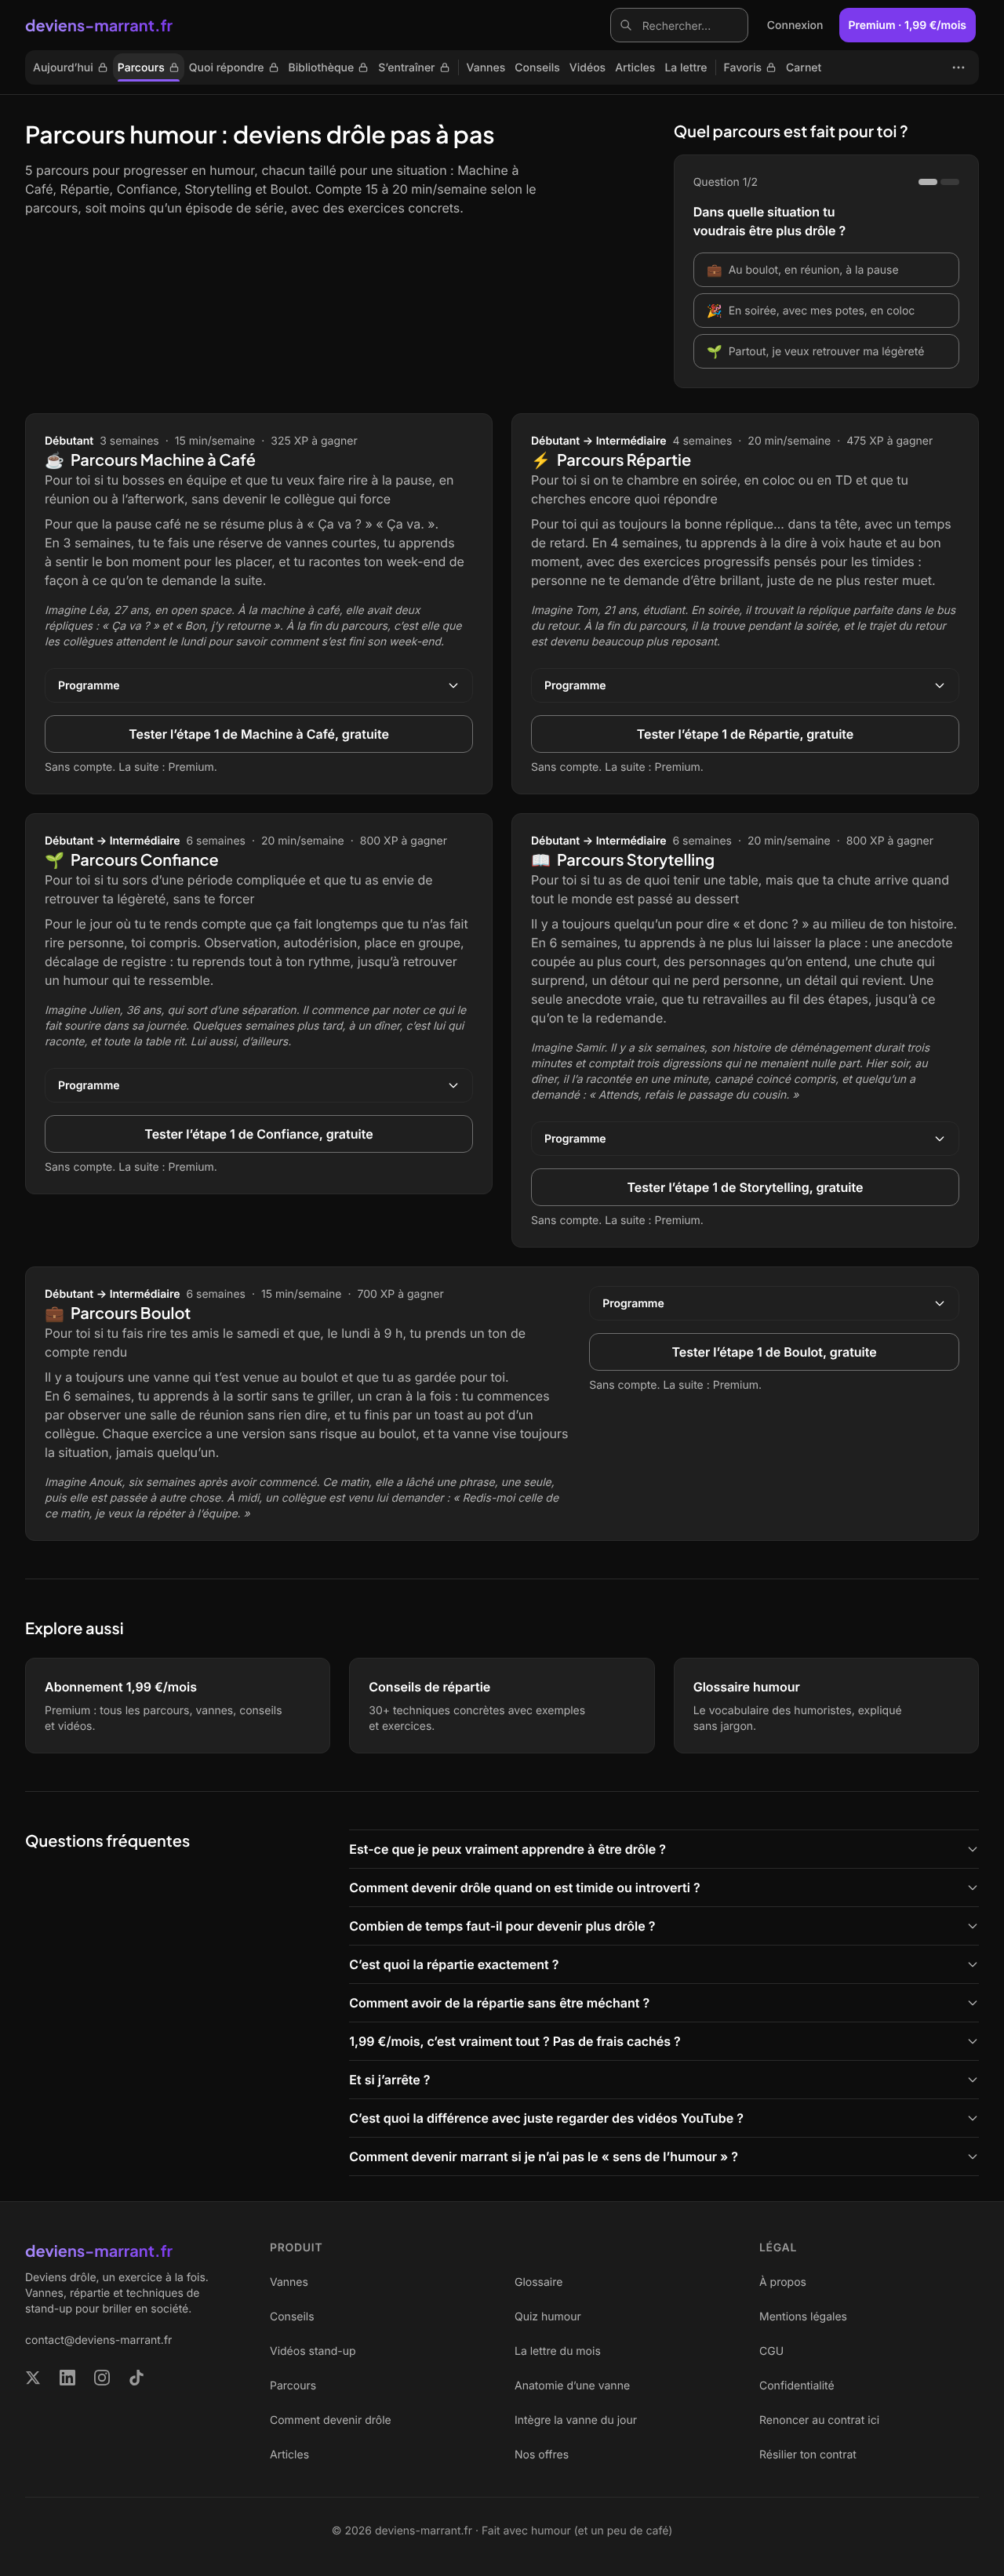 deviens-marrant.fr
Rechercher...
Connexion
Premium · 1,99 €/mois
Aujourd’hui
Parcours
Quoi répondre
Bibliothèque
S’entraîner
Vannes
Conseils
Vidéos
Articles
La lettre
Favoris
Carnet
Parcours humour : deviens drôle pas à pas
5 parcours pour progresser en humour, chacun taillé pour une situation : Machine à
Café, Répartie, Confiance, Storytelling et Boulot. Compte 15 à 20 min/semaine selon le
parcours, soit moins qu’un épisode de série, avec des exercices concrets.
Quel parcours est fait pour toi ?
Question 1/2
Dans quelle situation tu
voudrais être plus drôle ?
Au boulot, en réunion, à la pause
En soirée, avec mes potes, en coloc
Partout, je veux retrouver ma légèreté
Débutant 3 semaines · 15 min/semaine · 325 XP à gagner
Parcours Machine à Café
Pour toi si tu bosses en équipe et que tu veux faire rire à la pause, en
réunion ou à l’afterwork, sans devenir le collègue qui force
Pour que la pause café ne se résume plus à « Ça va ? » « Ça va. ».
En 3 semaines, tu te fais une réserve de vannes courtes, tu apprends
à sentir le bon moment pour les placer, et tu racontes ton week-end de
façon à ce qu’on te demande la suite.
Imagine Léa, 27 ans, en open space. À la machine à café, elle avait deux
répliques : « Ça va ? » et « Bon, j’y retourne ». À la fin du parcours, c’est elle que
les collègues attendent le lundi pour savoir comment s’est fini son week-end.
Programme
Tester l’étape 1 de Machine à Café, gratuite
Sans compte. La suite : Premium.
Débutant → Intermédiaire 4 semaines · 20 min/semaine · 475 XP à gagner
Parcours Répartie
Pour toi si on te chambre en soirée, en coloc ou en TD et que tu
cherches encore quoi répondre
Pour toi qui as toujours la bonne réplique… dans ta tête, avec un temps
de retard. En 4 semaines, tu apprends à la dire à voix haute et au bon
moment, avec des exercices progressifs pensés pour les timides :
personne ne te demande d’être brillant, juste de ne plus rester muet.
Imagine Tom, 21 ans, étudiant. En soirée, il trouvait la réplique parfaite dans le bus
du retour. À la fin du parcours, il la trouve pendant la soirée, et le trajet du retour
est devenu beaucoup plus reposant.
Programme
Tester l’étape 1 de Répartie, gratuite
Sans compte. La suite : Premium.
Débutant → Intermédiaire 6 semaines · 20 min/semaine · 800 XP à gagner
Parcours Confiance
Pour toi si tu sors d’une période compliquée et que tu as envie de
retrouver ta légèreté, sans te forcer
Pour le jour où tu te rends compte que ça fait longtemps que tu n’as fait
rire personne, toi compris. Observation, autodérision, place en groupe,
décalage de registre : tu reprends tout à ton rythme, jusqu’à retrouver
un humour qui te ressemble.
Imagine Julien, 36 ans, qui sort d’une séparation. Il commence par noter ce qui le
fait sourire dans sa journée. Quelques semaines plus tard, à un dîner, c’est lui qui
raconte, et toute la table rit. Lui aussi, d’ailleurs.
Programme
Tester l’étape 1 de Confiance, gratuite
Sans compte. La suite : Premium.
Débutant → Intermédiaire 6 semaines · 20 min/semaine · 800 XP à gagner
Parcours Storytelling
Pour toi si tu as de quoi tenir une table, mais que ta chute arrive quand
tout le monde est passé au dessert
Il y a toujours quelqu’un pour dire « et donc ? » au milieu de ton histoire.
En 6 semaines, tu apprends à ne plus lui laisser la place : une anecdote
coupée au plus court, des personnages qu’on entend, une chute qui
surprend, un détour qui ne perd personne, un détail qui revient. Une
seule anecdote vraie, que tu retravailles au fil des étapes, jusqu’à ce
qu’on te la redemande.
Imagine Samir. Il y a six semaines, son histoire de déménagement durait trois
minutes et comptait trois digressions qui ne menaient nulle part. Hier soir, au
dîner, il l’a racontée en une minute, canapé coincé compris, et quelqu’un a
demandé : « Attends, refais le passage du cousin. »
Programme
Tester l’étape 1 de Storytelling, gratuite
Sans compte. La suite : Premium.
Débutant → Intermédiaire 6 semaines · 15 min/semaine · 700 XP à gagner
Parcours Boulot
Pour toi si tu fais rire tes amis le samedi et que, le lundi à 9 h, tu prends un ton de
compte rendu
Il y a toujours une vanne qui t’est venue au boulot et que tu as gardée pour toi.
En 6 semaines, tu apprends à la sortir sans te griller, un cran à la fois : tu commences
par observer une salle de réunion sans rien dire, et tu finis par un toast au pot d’un
collègue. Chaque exercice a une version sans risque au boulot, et ta vanne vise toujours
la situation, jamais quelqu’un.
Imagine Anouk, six semaines après avoir commencé. Ce matin, elle a lâché une phrase, une seule,
puis elle est passée à autre chose. À midi, un collègue est venu lui demander : « Redis-moi celle de
ce matin, je veux la répéter à l’équipe. »
Programme
Tester l’étape 1 de Boulot, gratuite
Sans compte. La suite : Premium.
Explore aussi
Abonnement 1,99 €/mois
Premium : tous les parcours, vannes, conseils
et vidéos.
Conseils de répartie
30+ techniques concrètes avec exemples
et exercices.
Glossaire humour
Le vocabulaire des humoristes, expliqué
sans jargon.
Questions fréquentes
Est-ce que je peux vraiment apprendre à être drôle ?
Comment devenir drôle quand on est timide ou introverti ?
Combien de temps faut-il pour devenir plus drôle ?
C’est quoi la répartie exactement ?
Comment avoir de la répartie sans être méchant ?
1,99 €/mois, c’est vraiment tout ? Pas de frais cachés ?
Et si j’arrête ?
C’est quoi la différence avec juste regarder des vidéos YouTube ?
Comment devenir marrant si je n’ai pas le « sens de l’humour » ?
deviens-marrant.fr
Deviens drôle, un exercice à la fois.
Vannes, répartie et techniques de
stand-up pour briller en société.
contact@deviens-marrant.fr
PRODUIT
Vannes
Conseils
Vidéos stand-up
Parcours
Comment devenir drôle
Articles
Glossaire
Quiz humour
La lettre du mois
Anatomie d’une vanne
Intègre la vanne du jour
Nos offres
LÉGAL
À propos
Mentions légales
CGU
Confidentialité
Renoncer au contrat ici
Résilier ton contrat
© 2026 deviens-marrant.fr · Fait avec humour (et un peu de café)